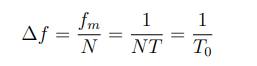 Δf = f_m/N = 1/NT = 1/T_0